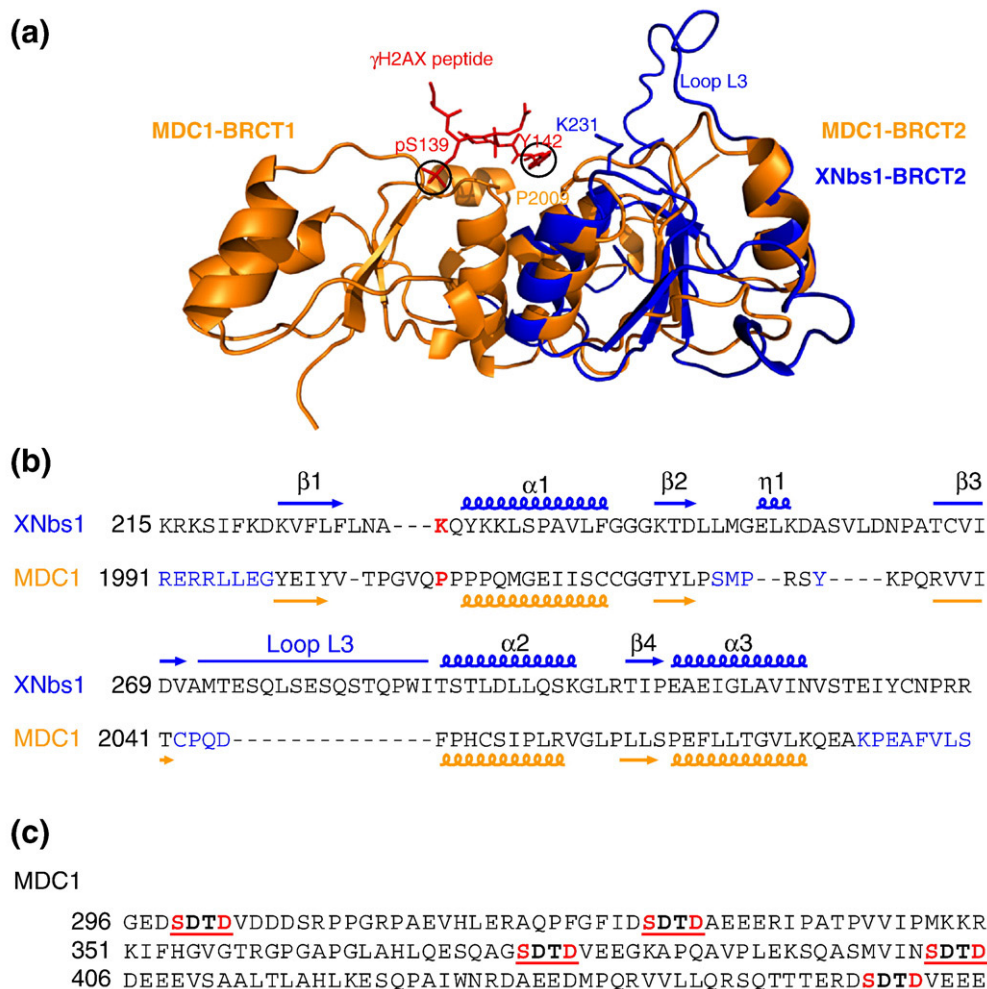 (a)
γH2AX peptide
Loop L3
MDC1-BRCT1
pS139
Y142
K231
MDC1-BRCT2
XNbs1-BRCT2
P2009
(b)
β1 α1 β2 η1 β3
XNbs1 215 KRKSIFKDKVFLFLNA---KQYKKLSPAVLFGGGKTDLLMGELKDASVLDNPATCVI
MDC1 1991 RERRLLEGYEIYV-TPGVQPPPPQMGEIISCCGGTYLPSMP--RSY----KPQRVVI
Loop L3 α2 β4 α3
XNbs1 269 DVAMTESQLSESQSTQPWITSTLDLLQSKGLRTIPEAEIGLAVINVSTEIYCNPRR
MDC1 2041 TCPQD--------------FPHCSIPLRVGLPLLSPEFLLTGVLKQEAKPEAFVLS
(c)
MDC1
296 GEDSDTDVDDDSRPPGRPAEVHLERAQPFGFIDSDTDAEEERIPATPVVIPMKKR
351 KIFHGVGTRGPGAPGLAHLQESQAGSDTDVEEGKAPQAVPLEKSQASMVINSDTD
406 DEEEVSAALTLAHLKESQPAIWNRDAEEDMPQRVVLLQRSQTTTERDSDTDVEEE